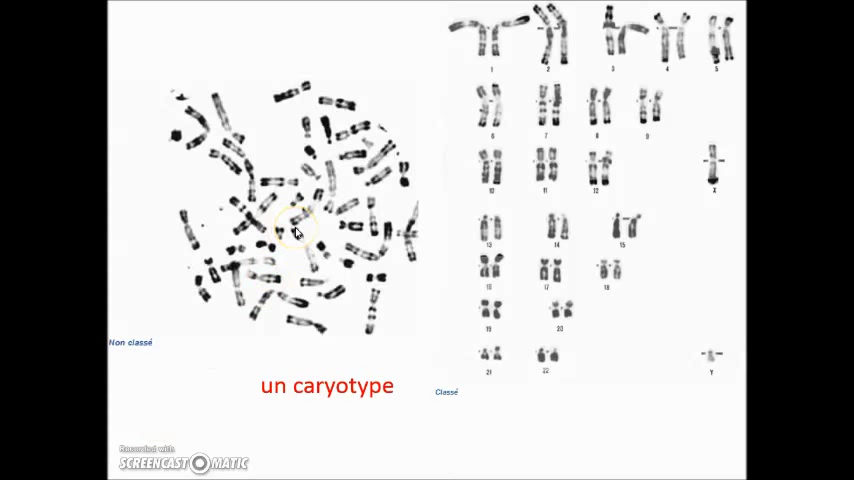 1 2 3 4 5
6 7 8 9
10 11 12 X
13 14 15
16 17 18
19 20
21 22 Y
Non classé
un caryotype
Classé
Recorded with
SCREENCAST MATIC